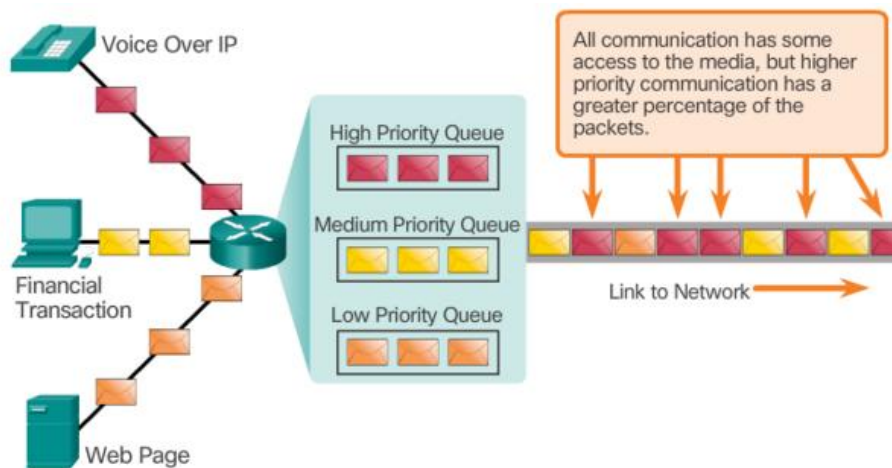 Voice Over IP
All communication has some
access to the media, but higher
priority communication has a
greater percentage of the
packets.
High Priority Queue
Medium Priority Queue
Financial
Transaction
Link to Network
Low Priority Queue
Web Page